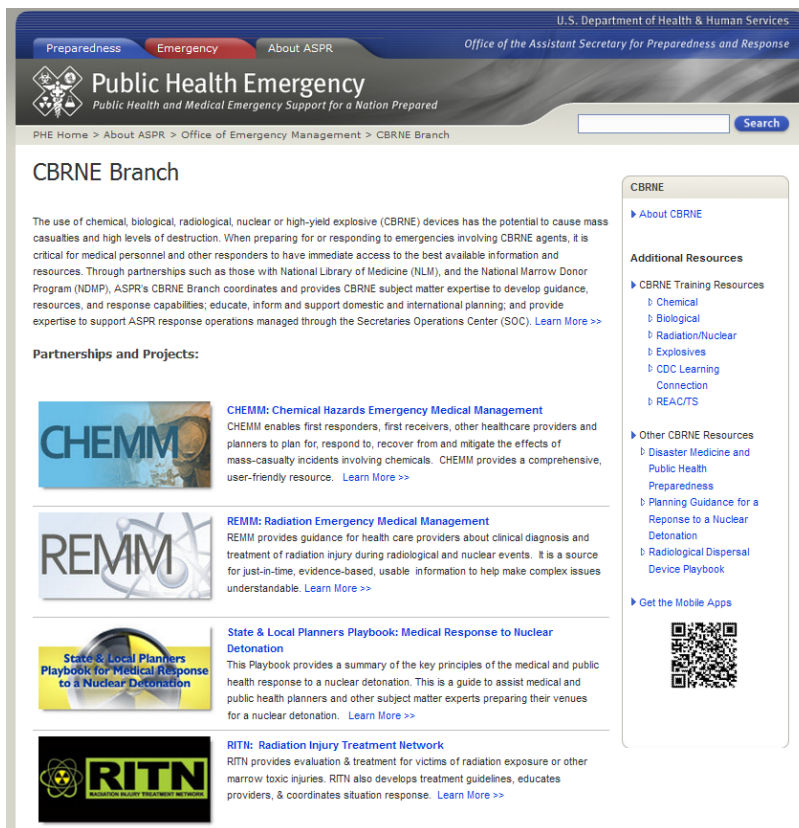 U.S. Department of Health & Human Services
Preparedness
Emergency
About ASPR
Office of the Assistant Secretary for Preparedness and Response
Public Health Emergency
Public Health and Medical Emergency Support for a Nation Prepared
Search
PHE Home > About ASPR > Office of Emergency Management > CBRNE Branch
CBRNE Branch
The use of chemical, biological, radiological, nuclear or high-yield explosive (CBRNE) devices has the potential to cause mass
casualties and high levels of destruction. When preparing for or responding to emergencies involving CBRNE agents, it is
critical for medical personnel and other responders to have immediate access to the best available information and
resources. Through partnerships such as those with National Library of Medicine (NLM), and the National Marrow Donor
Program (NDMP), ASPR's CBRNE Branch coordinates and provides CBRNE subject matter expertise to develop guidance,
resources, and response capabilities; educate, inform and support domestic and international planning; and provide
expertise to support ASPR response operations managed through the Secretaries Operations Center (SOC). Learn More >>
Partnerships and Projects:
CHEMM
CHEMM: Chemical Hazards Emergency Medical Management
CHEMM enables first responders, first receivers, other healthcare providers and
planners to plan for, respond to, recover from and mitigate the effects of
mass-casualty incidents involving chemicals. CHEMM provides a comprehensive,
user-friendly resource. Learn More >>
REMM
REMM: Radiation Emergency Medical Management
REMM provides guidance for health care providers about clinical diagnosis and
treatment of radiation injury during radiological and nuclear events. It is a source
for just-in-time, evidence-based, usable information to help make complex issues
understandable. Learn More >>
State & Local Planners
Playbook for Medical Response
to a Nuclear Detonation
State & Local Planners Playbook: Medical Response to Nuclear
Detonation
This Playbook provides a summary of the key principles of the medical and public
health response to a nuclear detonation. This is a guide to assist medical and
public health planners and other subject matter experts preparing their venues
for a nuclear detonation. Learn More >>
RITN
RADIATION INJURY TREATMENT NETWORK
RITN: Radiation Injury Treatment Network
RITN provides evaluation & treatment for victims of radiation exposure or other
marrow toxic injuries. RITN also develops treatment guidelines, educates
providers, & coordinates situation response. Learn More >>
CBRNE
About CBRNE
Additional Resources
CBRNE Training Resources
Chemical
Biological
Radiation/Nuclear
Explosives
CDC Learning
Connection
REAC/TS
Other CBRNE Resources
Disaster Medicine and
Public Health
Preparedness
Planning Guidance for a
Reponse to a Nuclear
Detonation
Radiological Dispersal
Device Playbook
Get the Mobile Apps